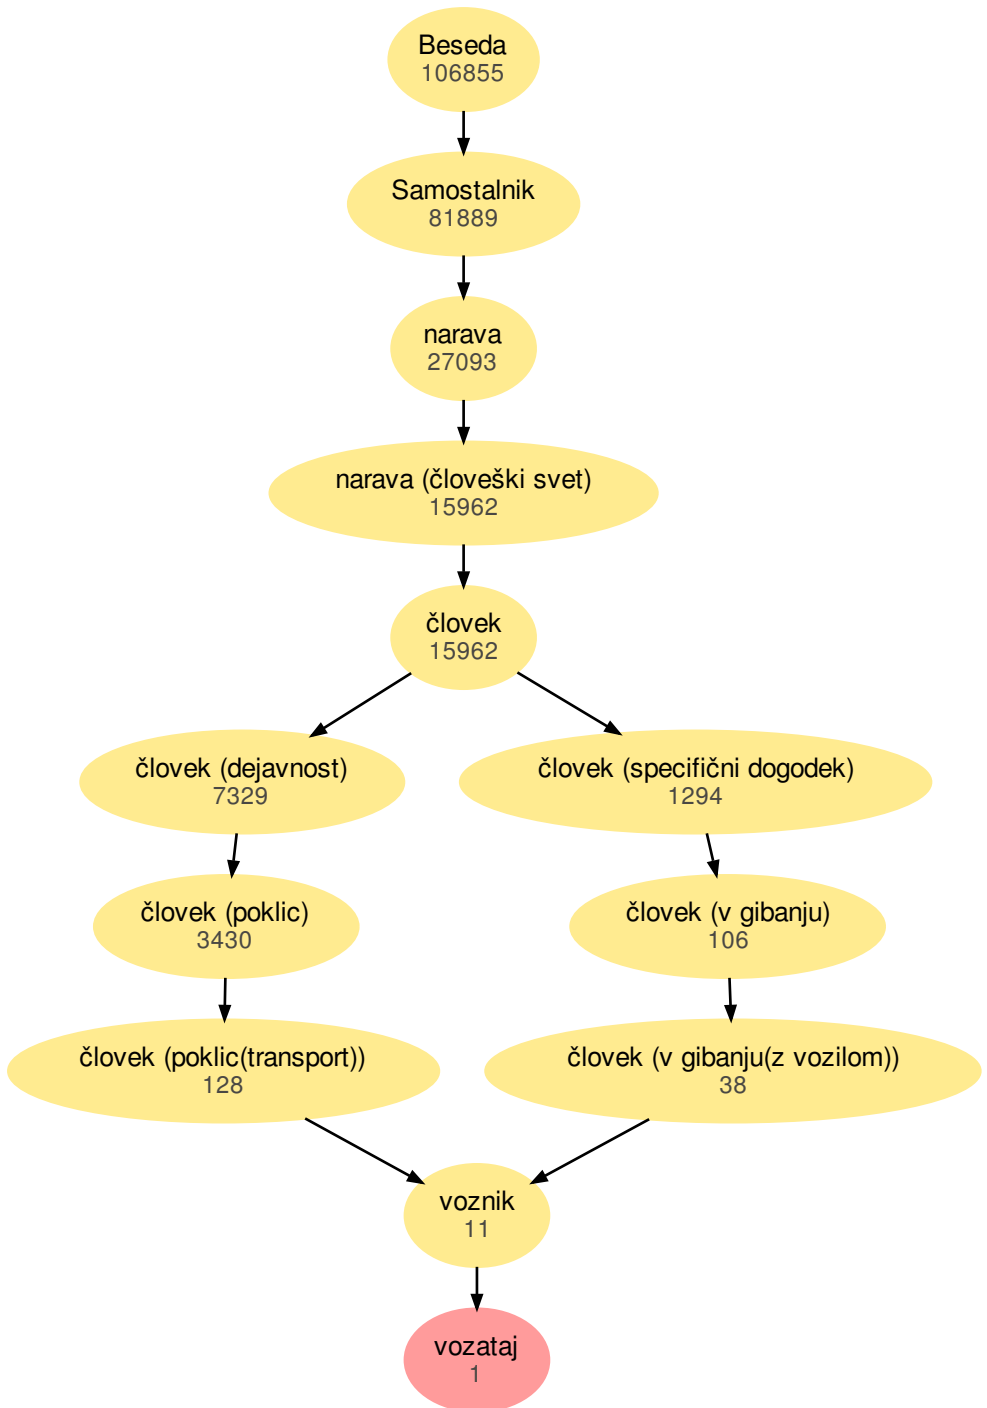 Beseda
106855
Samostalnik
81889
narava
27093
narava (človeški svet)
15962
človek
15962
človek (dejavnost)
7329
človek (specifični dogodek)
1294
človek (poklic)
3430
človek (v gibanju)
106
človek (poklic(transport))
128
človek (v gibanju(z vozilom))
38
voznik
11
vozataj
1